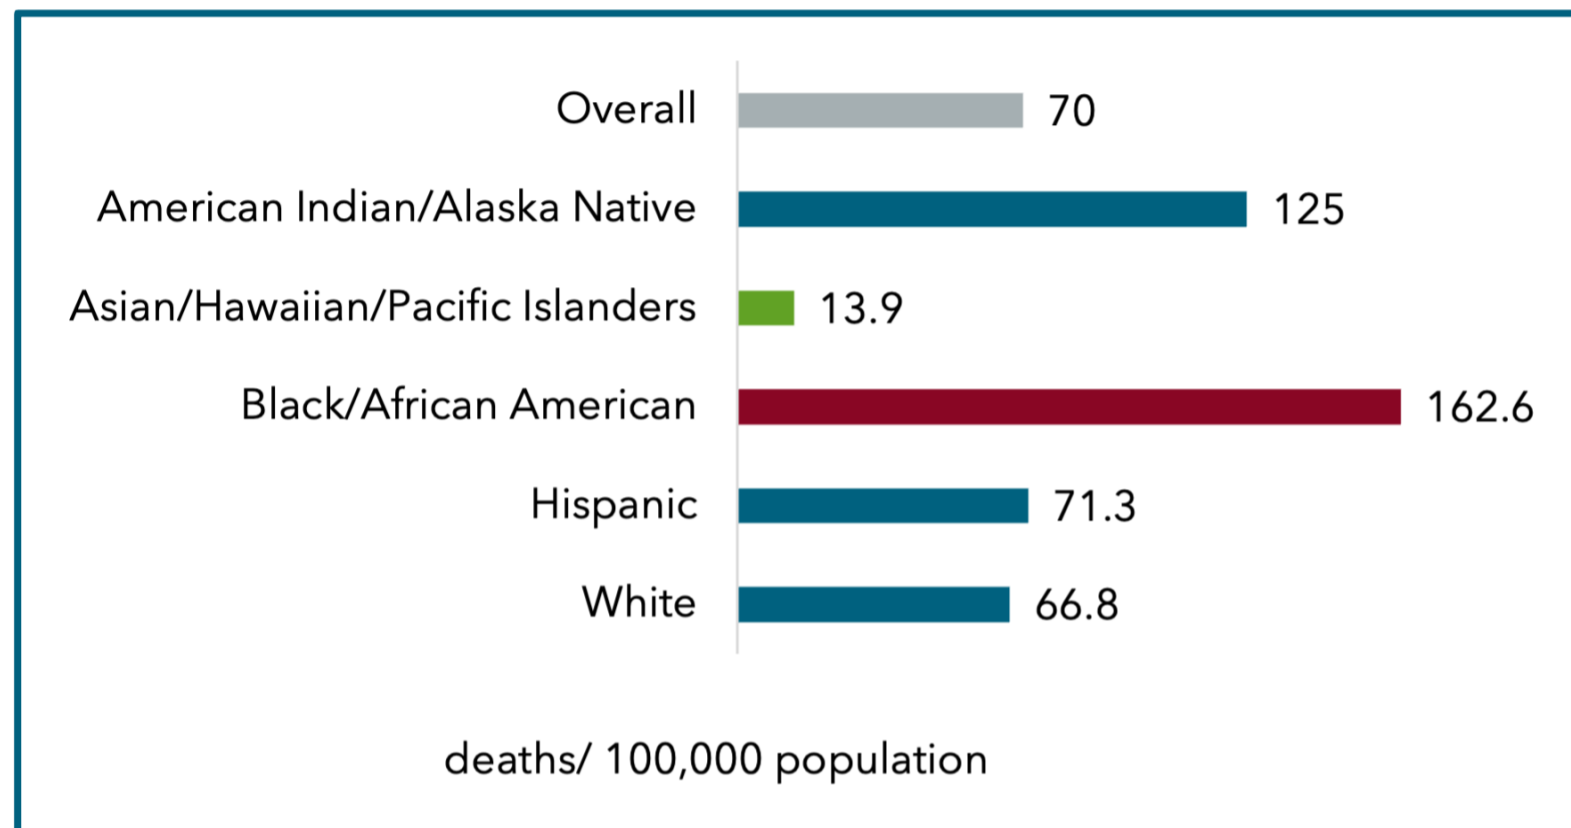 Overall 70
American Indian/Alaska Native 125
Asian/Hawaiian/Pacific Islanders 13.9
Black/African American 162.6
Hispanic 71.3
White 66.8
deaths/ 100,000 population